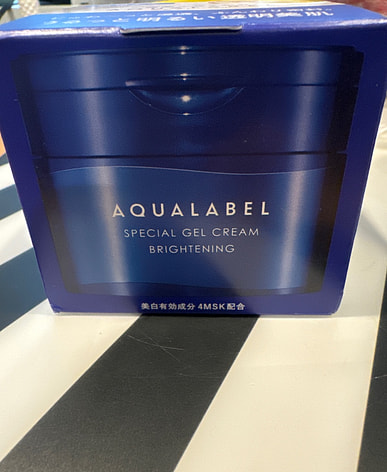 AQUALABEL
SPECIAL GEL CREAM
BRIGHTENING
美白有効成分 4MSK配合